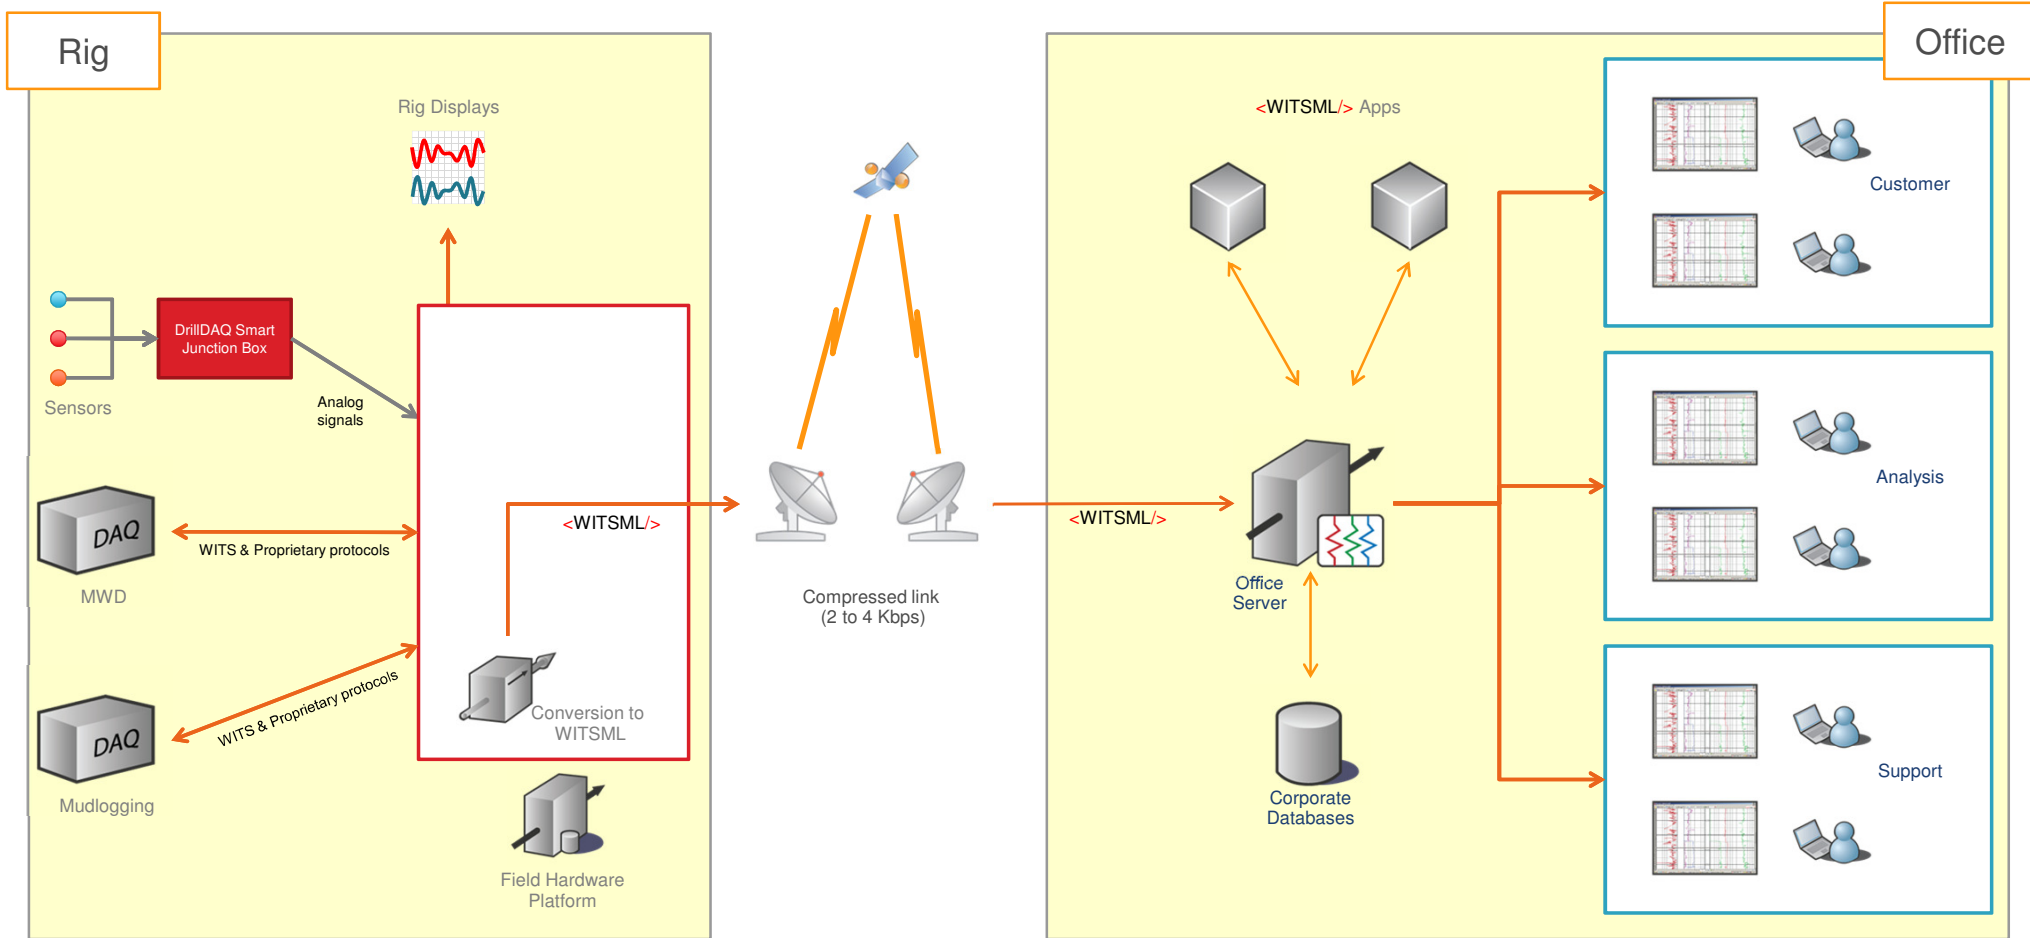 Rig
Office
Rig Displays
<WITSML/> Apps
Customer
DrillDAQ Smart
Junction Box
Sensors
Analog
signals
DAQ
WITS & Proprietary protocols
MWD
<WITSML/>
Compressed link
(2 to 4 Kbps)
<WITSML/>
Office
Server
Analysis
WITS & Proprietary protocols
DAQ
Mudlogging
Conversion to
WITSML
Field Hardware
Platform
Corporate
Databases
Support